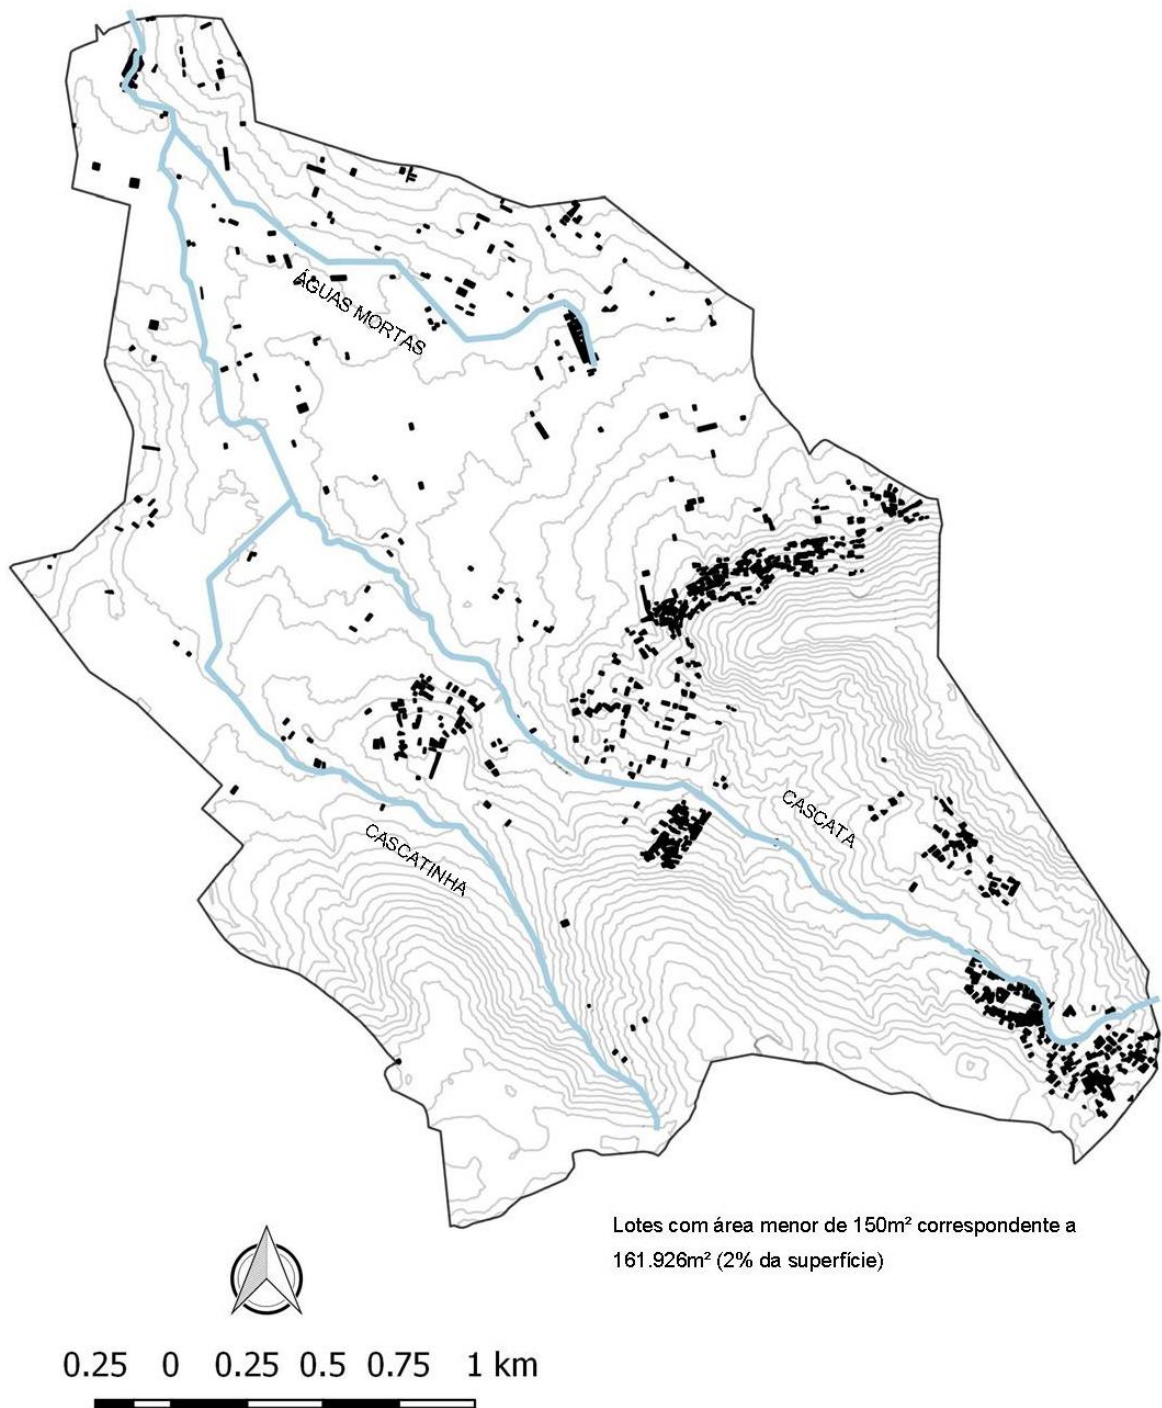 ÁGUAS MORTAS
CASCATA
CASCATINHA
Lotes com área menor de 150m² correspondente a
161.926m² (2% da superfície)
0.25 0 0.25 0.5 0.75 1 km